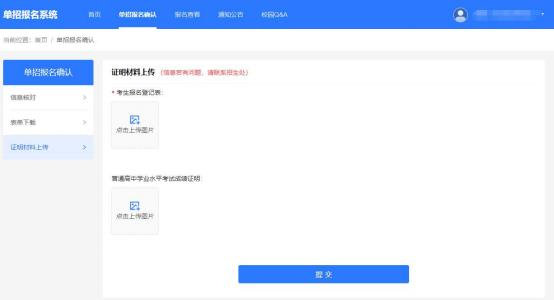 单招报名系统
首页 单招报名确认 报名查看 通知公告 校园Q&A
当前位置：首页 / 单招报名确认
单招报名确认
信息核对
表单下载
证明材料上传
证明材料上传 （信息若有问题，请联系招生处）
* 考生报名登记表：
点击上传图片
普通高中学业水平考试成绩证明：
点击上传图片
提 交